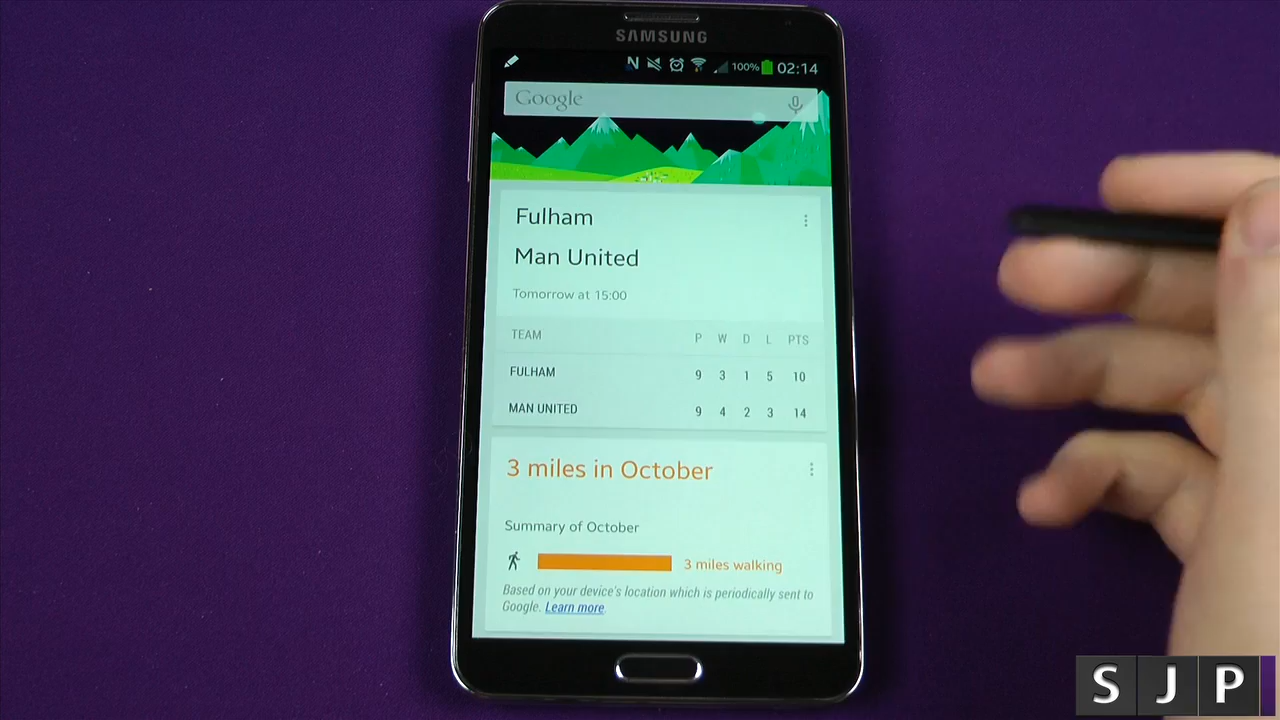 SAMSUNG
N 100% 02:14
Google
Fulham
Man United
Tomorrow at 15:00
TEAM P W D L PTS
FULHAM 9 3 1 5 10
MAN UNITED 9 4 2 3 14
3 miles in October
Summary of October
3 miles walking
Based on your device's location which is periodically sent to
Google. Learn more.
S J P